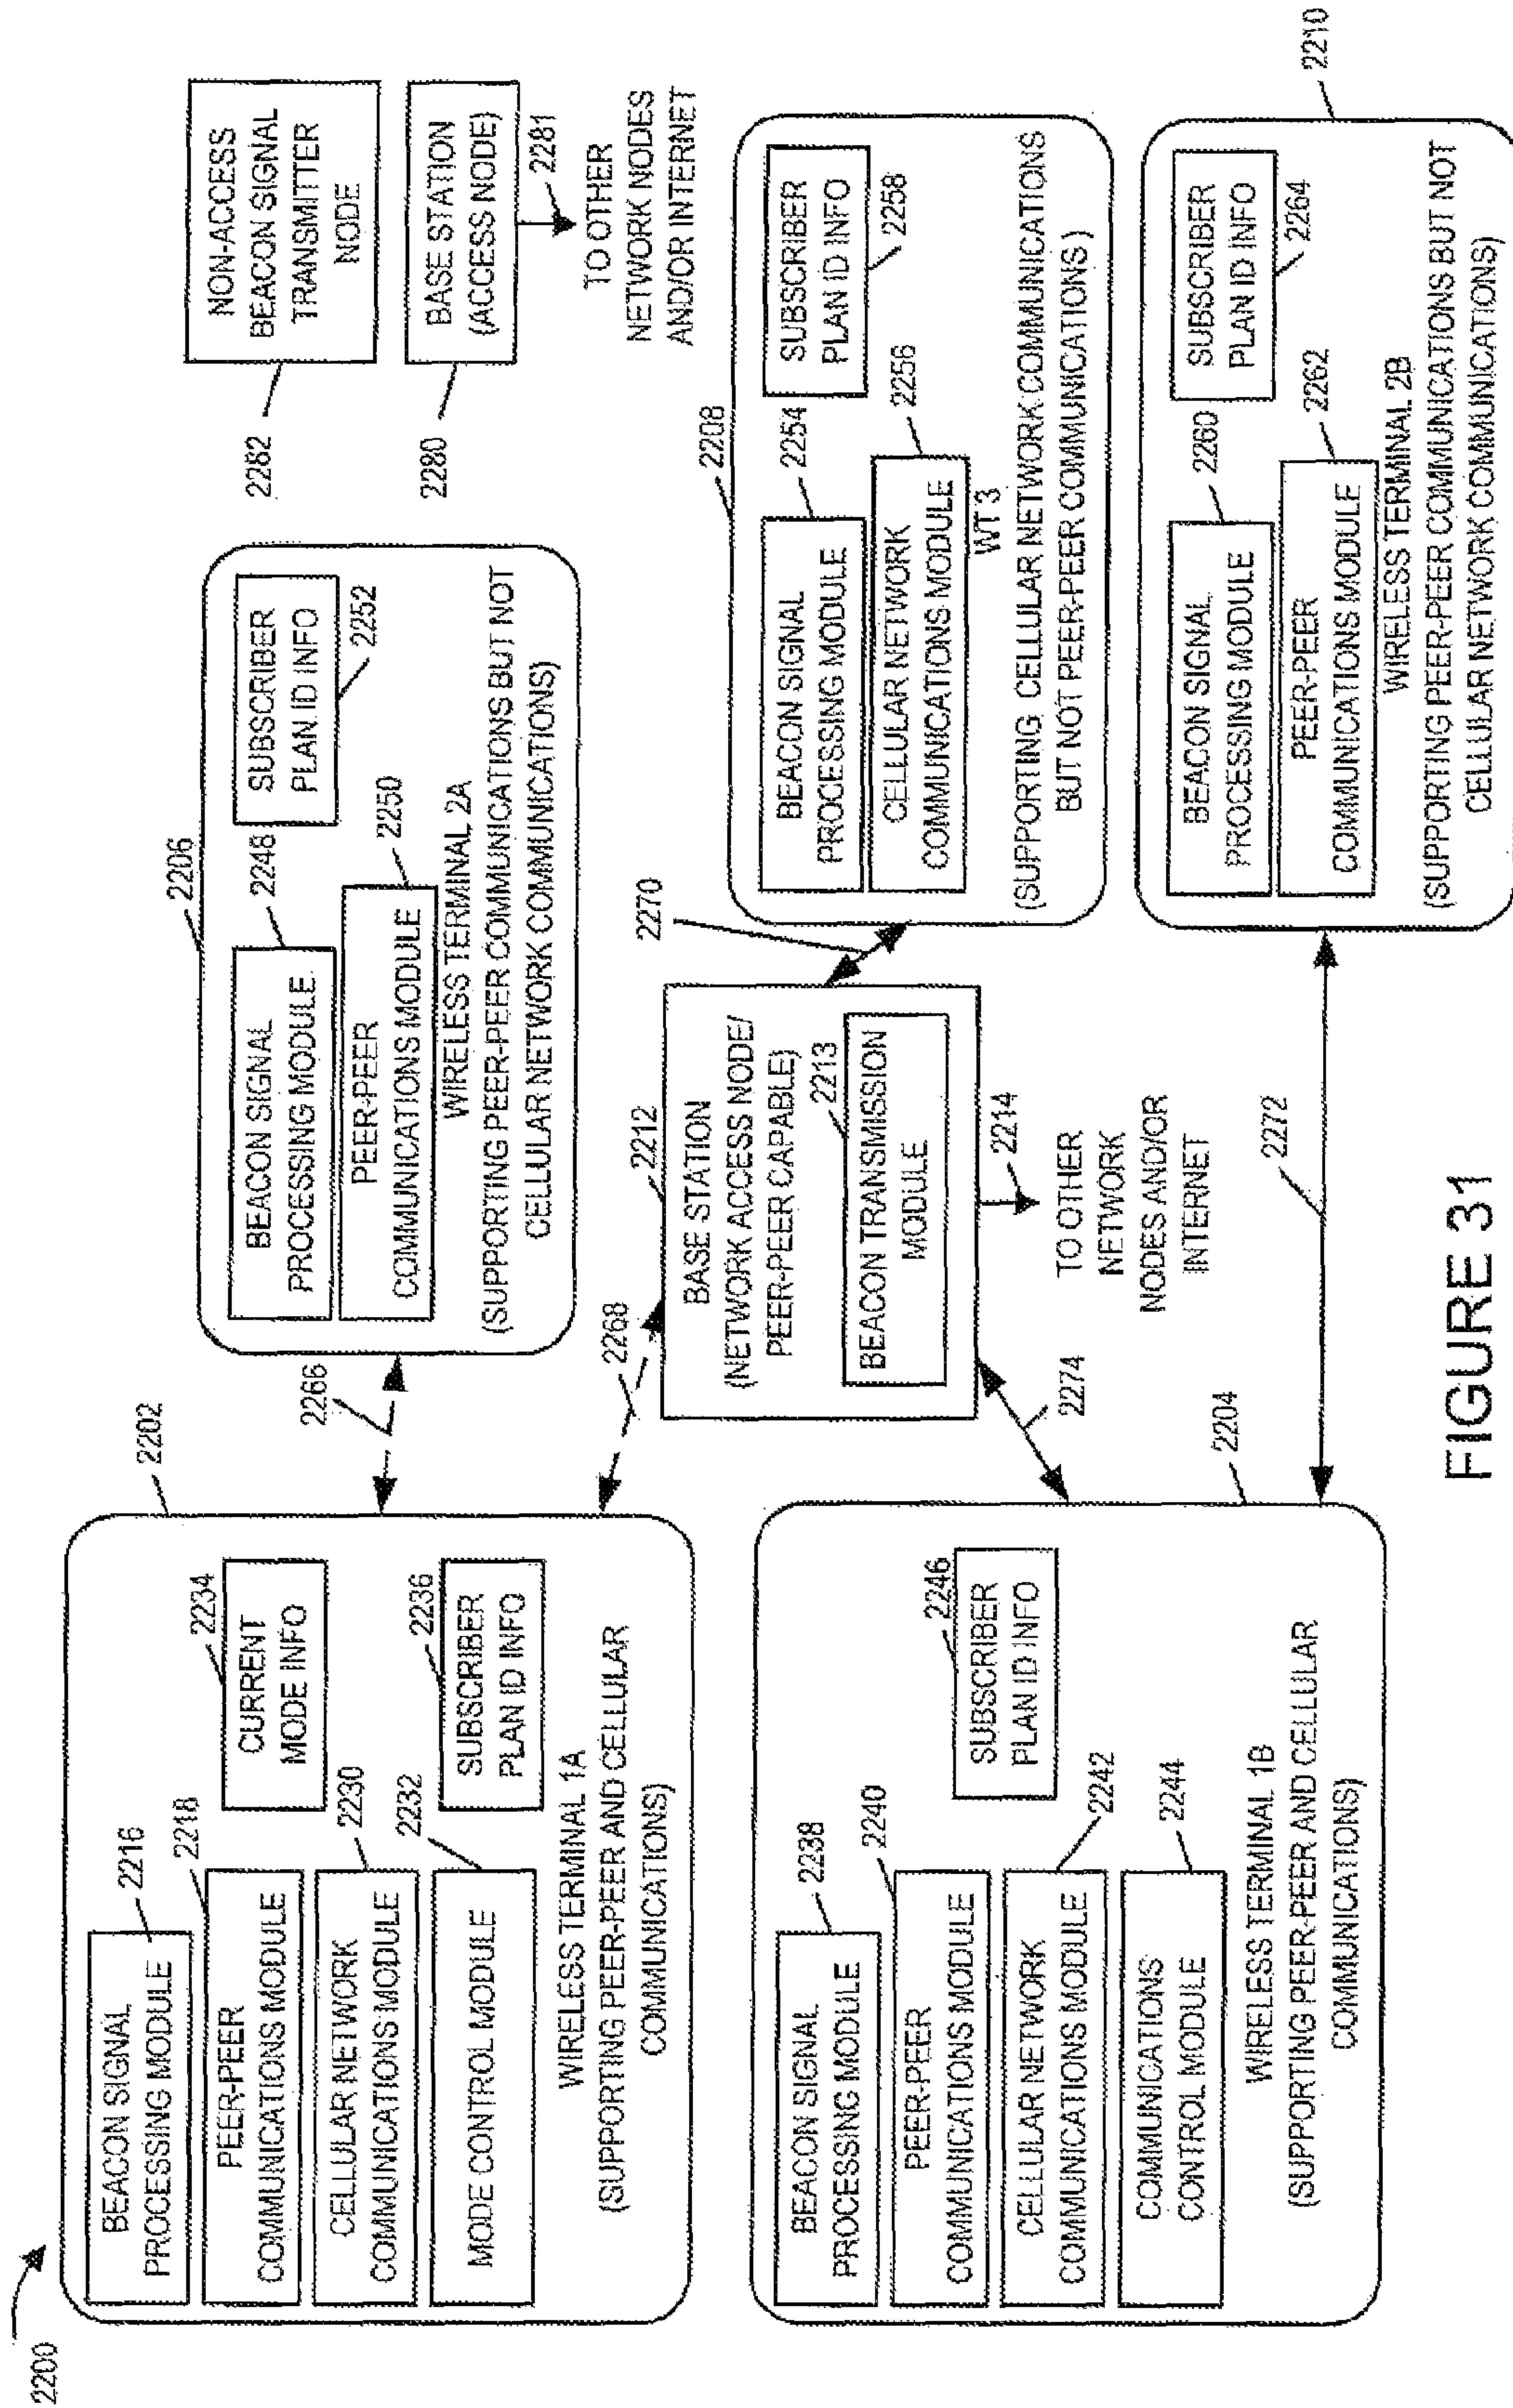 2200
2202
BEACON SIGNAL
PROCESSING MODULE
2216
PEER-PEER
COMMUNICATIONS MODULE
2218
CELLULAR NETWORK
COMMUNICATIONS MODULE
2230
MODE CONTROL MODULE
2232
CURRENT
MODE INFO
2234
SUBSCRIBER
PLAN ID INFO
2236
WIRELESS TERMINAL 1A
(SUPPORTING PEER-PEER AND CELLULAR
COMMUNICATIONS)
2266
2268
2206
BEACON SIGNAL
PROCESSING MODULE
2248
SUBSCRIBER
PLAN ID INFO
2252
PEER-PEER
COMMUNICATIONS MODULE
2250
WIRELESS TERMINAL 2A
(SUPPORTING PEER-PEER COMMUNICATIONS BUT NOT
CELLULAR NETWORK COMMUNICATIONS)
NON-ACCESS
BEACON SIGNAL
TRANSMITTER
NODE
2282
BASE STATION
(ACCESS NODE)
2280
2281
TO OTHER
NETWORK NODES
AND/OR INTERNET
2212
BASE STATION
(NETWORK ACCESS NODE/
PEER-PEER CAPABLE)
2213
BEACON TRANSMISSION
MODULE
2214
TO OTHER
NETWORK
NODES AND/OR
INTERNET
2270
2274
2272
2208
BEACON SIGNAL
PROCESSING MODULE
2254
SUBSCRIBER
PLAN ID INFO
2258
CELLULAR NETWORK
COMMUNICATIONS MODULE
2256
WT 3
(SUPPORTING CELLULAR NETWORK COMMUNICATIONS
BUT NOT PEER-PEER COMMUNICATIONS )
2204
BEACON SIGNAL
PROCESSING MODULE
2238
PEER-PEER
COMMUNICATIONS MODULE
2240
CELLULAR NETWORK
COMMUNICATIONS MODULE
2242
COMMUNICATIONS
CONTROL MODULE
2244
SUBSCRIBER
PLAN ID INFO
2246
WIRELESS TERMINAL 1B
(SUPPORTING PEER-PEER AND CELLULAR
COMMUNICATIONS)
2210
BEACON SIGNAL
PROCESSING MODULE
2260
SUBSCRIBER
PLAN ID INFO
2264
PEER-PEER
COMMUNICATIONS MODULE
2262
WIRELESS TERMINAL 2B
(SUPPORTING PEER-PEER COMMUNICATIONS BUT NOT
CELLULAR NETWORK COMMUNICATIONS)
FIGURE 31